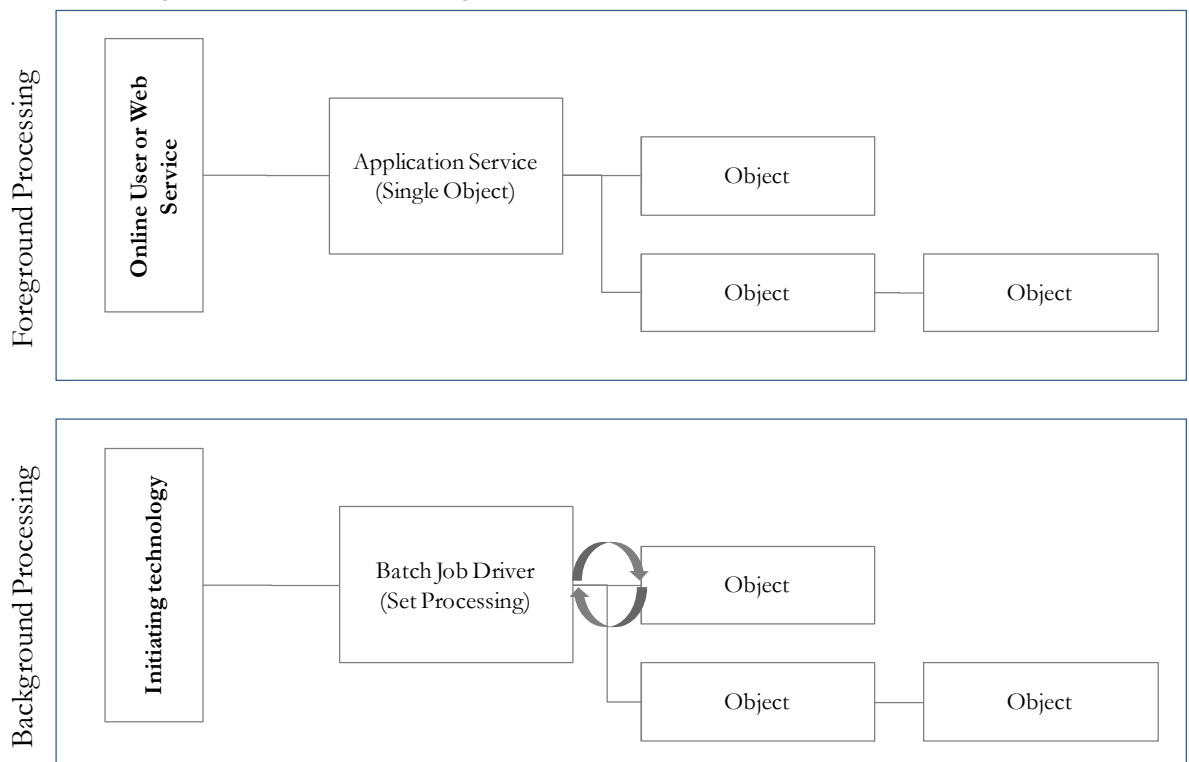 Foreground Processing
Online User or Web
Service
Application Service
(Single Object)
Object
Object
Object
Background Processing
Initiating technology
Batch Job Driver
(Set Processing)
Object
Object
Object